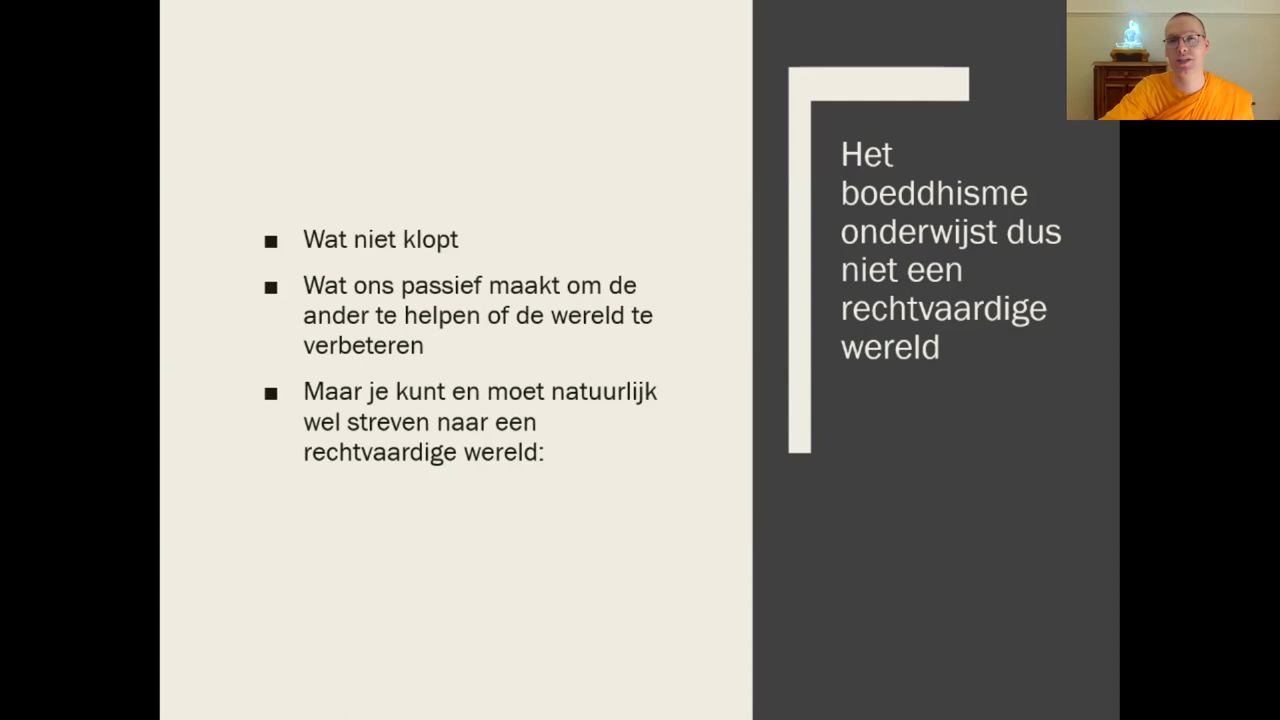 Het
boeddhisme
onderwijst dus
niet een
rechtvaardige
wereld
■ Wat niet klopt
■ Wat ons passief maakt om de
ander te helpen of de wereld te
verbeteren
■ Maar je kunt en moet natuurlijk
wel streven naar een
rechtvaardige wereld: